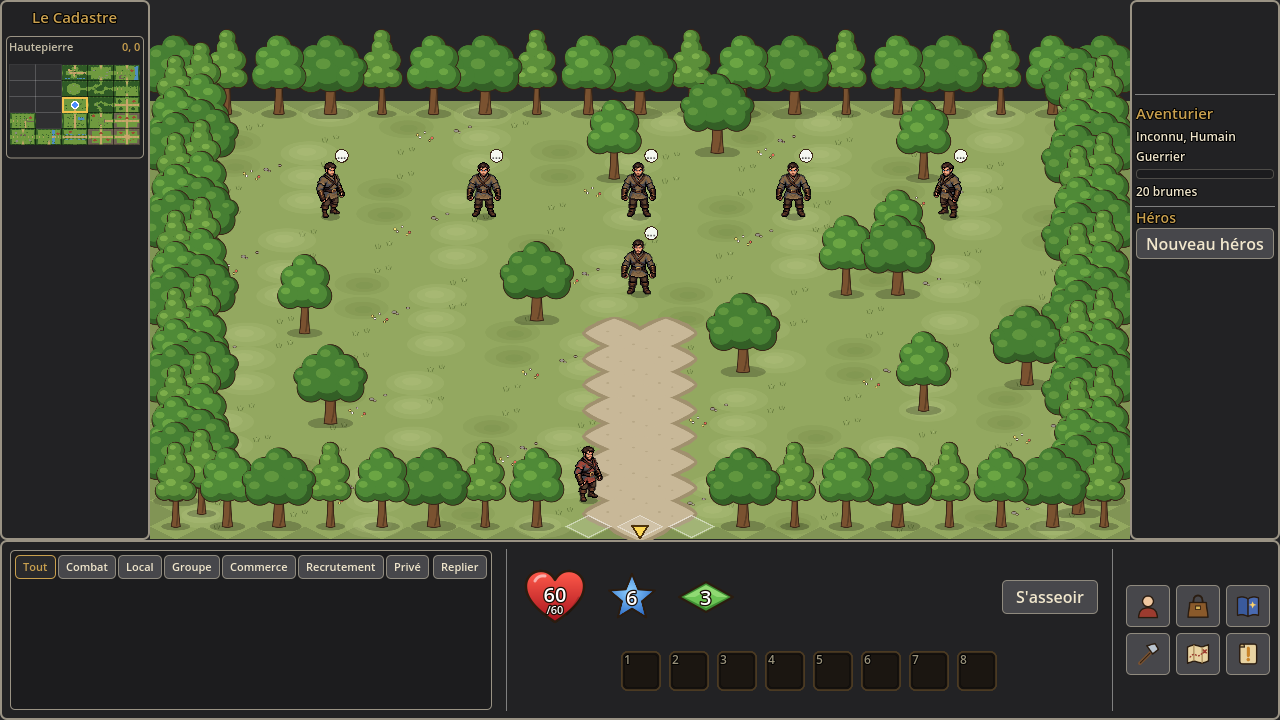 Le Cadastre
Hautepierre 0, 0
Aventurier
Inconnu, Humain
Guerrier
20 brumes
Héros
Nouveau héros
...
...
...
...
...
...
Tout Combat Local Groupe Commerce Recrutement Privé Replier
60
/60
6
3
S'asseoir
1 2 3 4 5 6 7 8